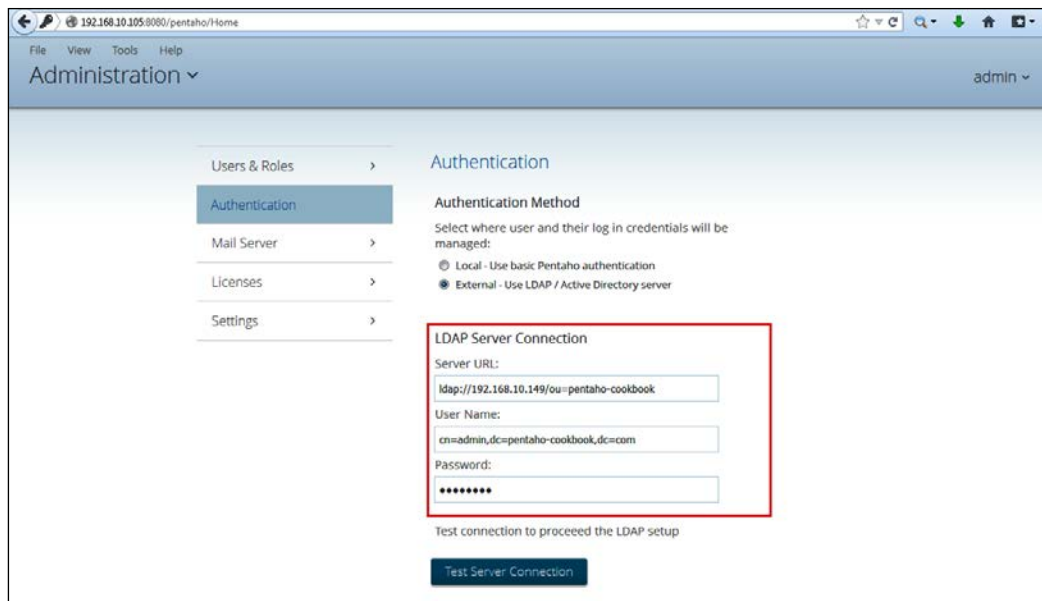 192.168.10.105:8080/pentaho/Home
File View Tools Help
Administration
admin
Users & Roles
Authentication
Mail Server
Licenses
Settings
Authentication
Authentication Method
Select where user and their log in credentials will be
managed:
Local - Use basic Pentaho authentication
External - Use LDAP / Active Directory server
LDAP Server Connection
Server URL:
ldap://192.168.10.149/ou=pentaho-cookbook
User Name:
cn=admin,dc=pentaho-cookbook,dc=com
Password:
••••••••
Test connection to proceeed the LDAP setup
Test Server Connection